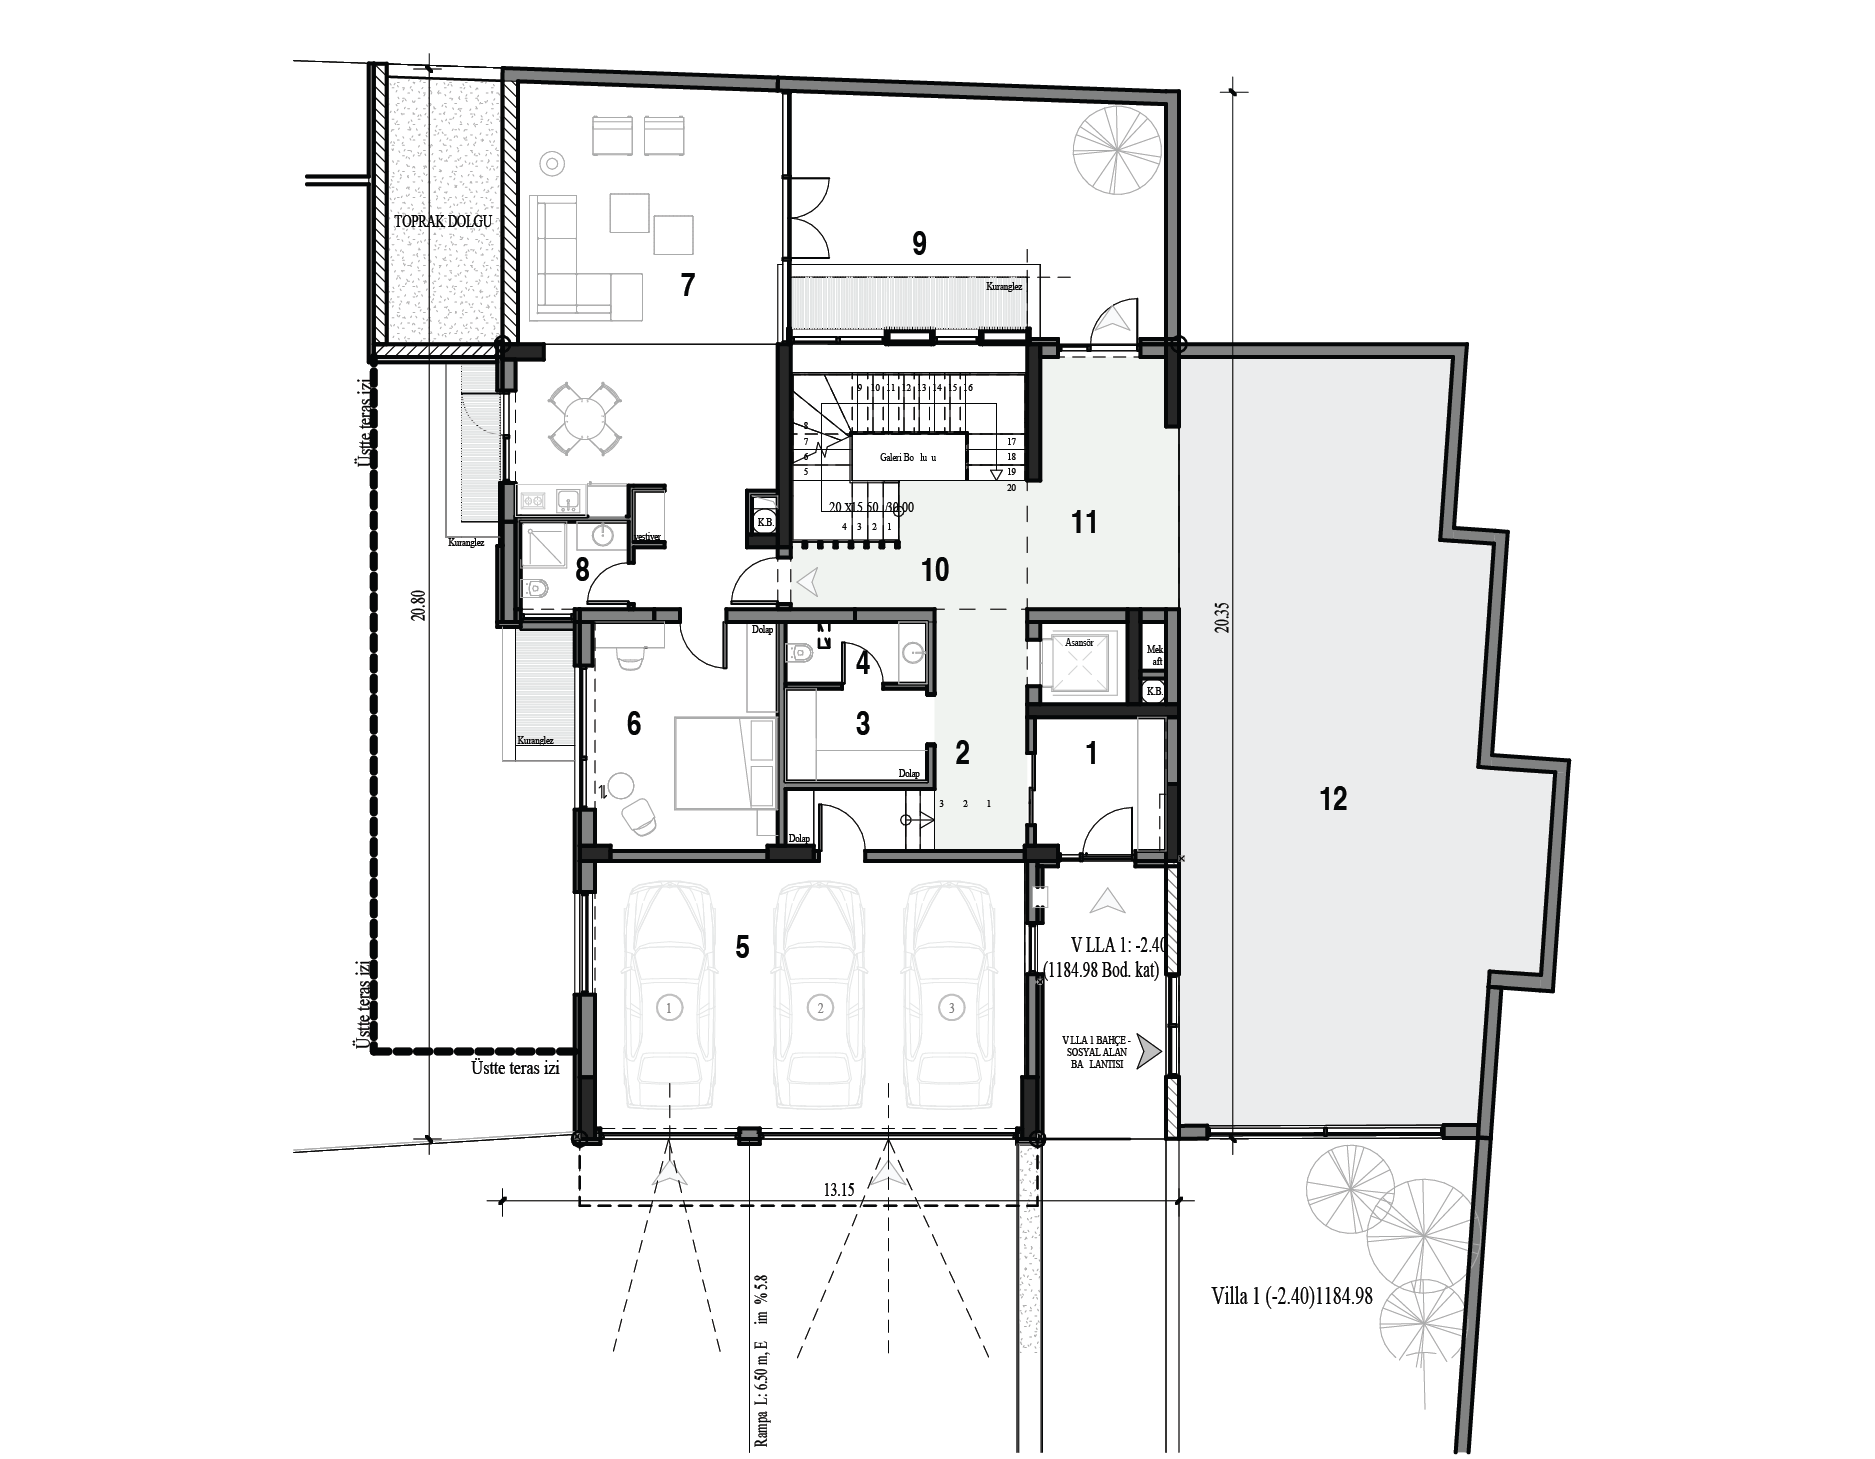 TOPRAK DOLGU
7
9
Kuranglez
Üstte teras izi
9 10 11 12 13 14 15 16
8
7
6
5
Galeri Bo lu u
17
18
19
20
20 X15.50 /30.00
4 3 2 1
K.B.
vestiyer
Kuranglez
8
10
11
20.80
20.35
Dolap
4
Asansör
Mek.
aft
K.B.
6
3
2
1
Kuranglez
Dolap
3 2 1
Dolap
12
5
V LLA 1: -2.40
(1184.98 Bod. kat)
1
2
3
Üstte teras izi
V LLA 1 BAHÇE -
SOSYAL ALAN
BA LANTISI
Üstte teras izi
13.15
Rampa L: 6.50 m, E im % 5.8
Villa 1 (-2.40)1184.98